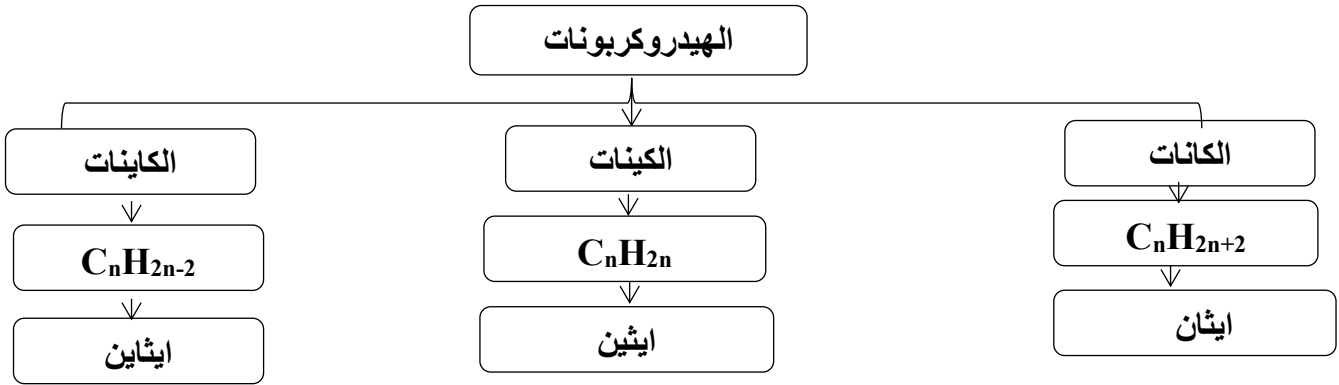 الهيدروكربونات
الكانات
الكينات
الكاينات
CₙH₂ₙ₊₂
CₙH₂ₙ
CₙH₂ₙ₋₂
ايثان
ايثين
ايثاين